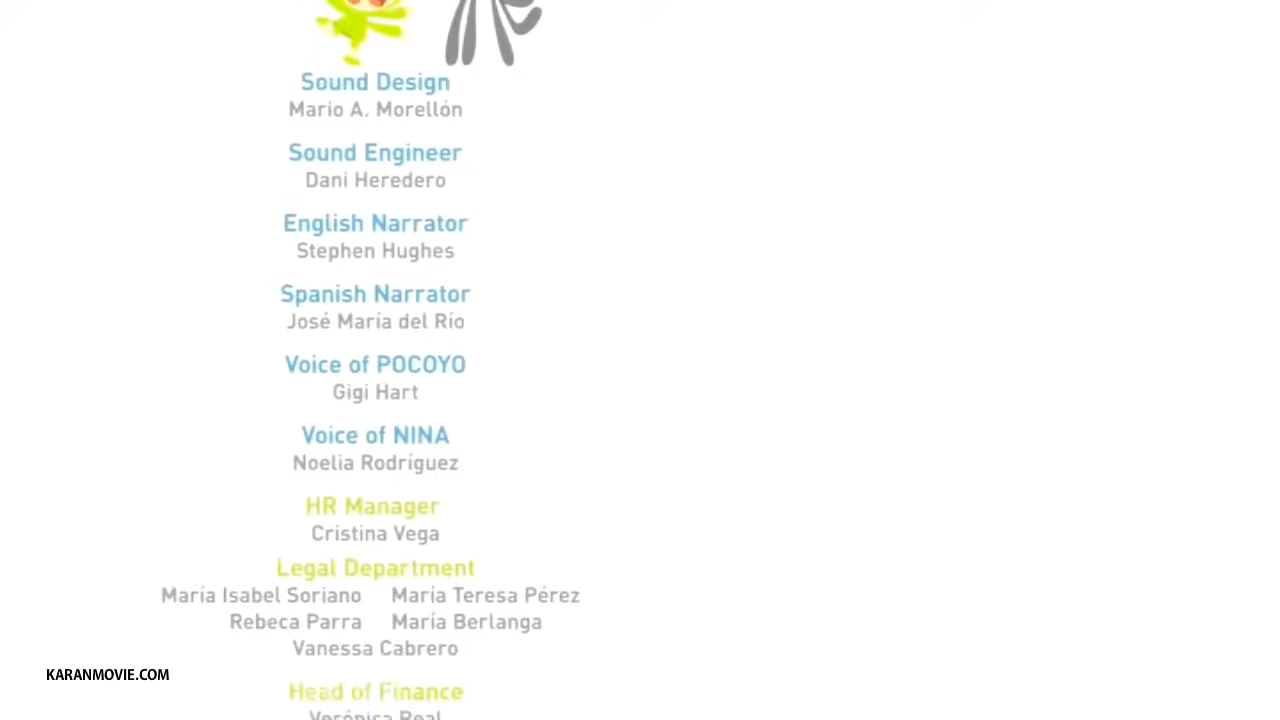 Sound Design
Mario A. Morellón
Sound Engineer
Dani Heredero
English Narrator
Stephen Hughes
Spanish Narrator
José María del Río
Voice of POCOYO
Gigi Hart
Voice of NINA
Noelia Rodríguez
HR Manager
Cristina Vega
Legal Department
María Isabel Soriano María Teresa Pérez
Rebeca Parra María Berlanga
Vanessa Cabrero
KARANMOVIE.COM
Head of Finance
Verónica Real